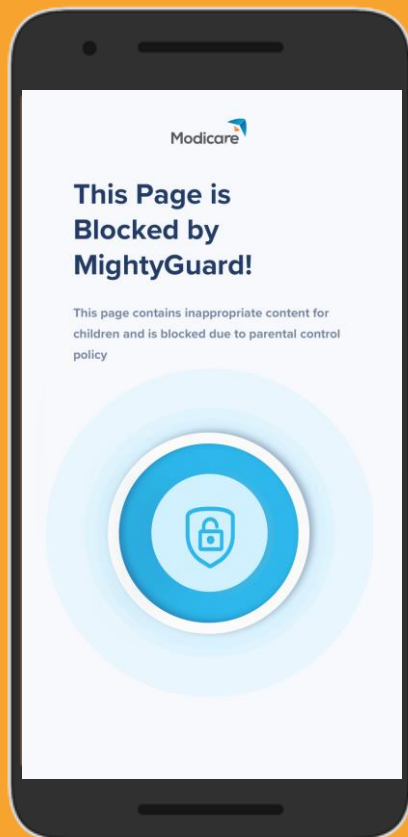 Modicare
This Page is
Blocked by
MightyGuard!
This page contains inappropriate content for
children and is blocked due to parental control
policy